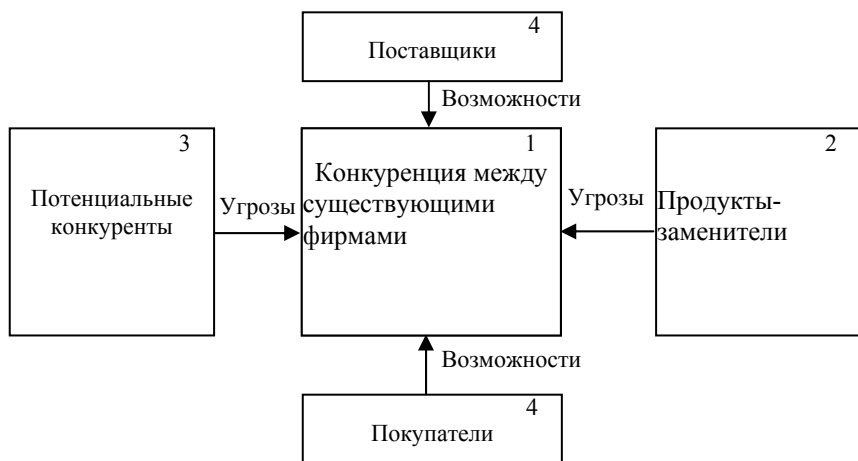 4
Поставщики
Возможности
3
Потенциальные
конкуренты
Угрозы
1
Конкуренция между
существующими
фирмами
Угрозы
2
Продукты-
заменители
Возможности
4
Покупатели